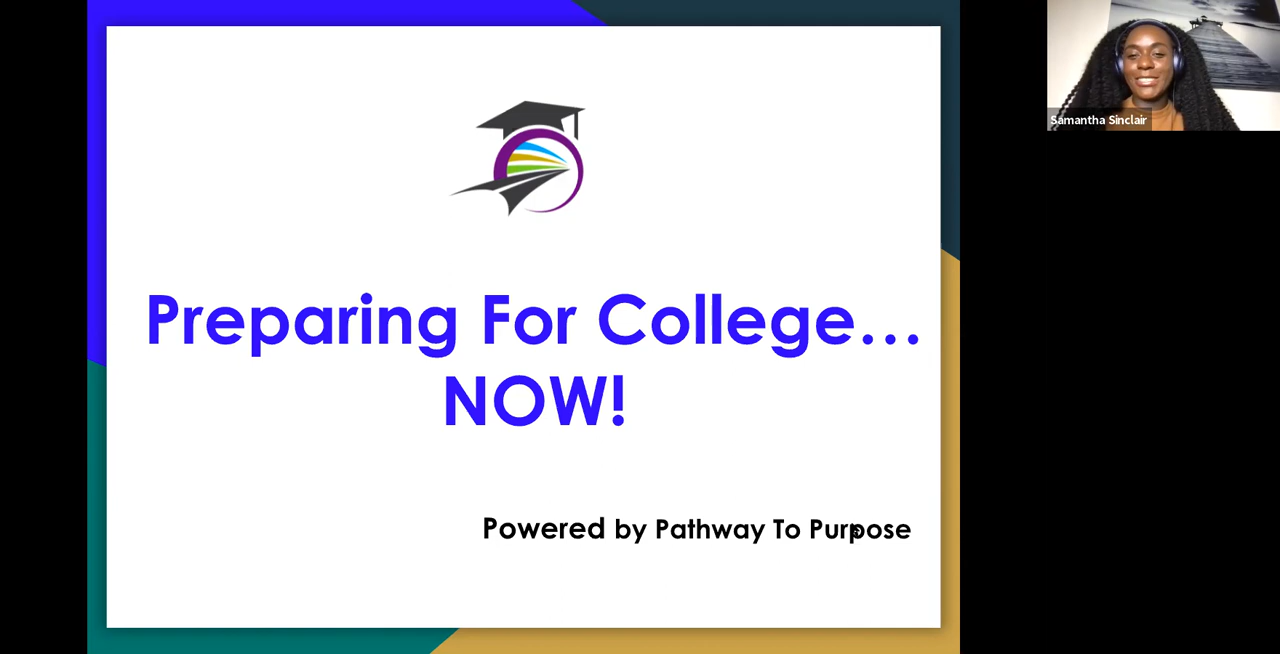 Preparing For College...
NOW!
Powered by Pathway To Purpose
Samantha Sinclair